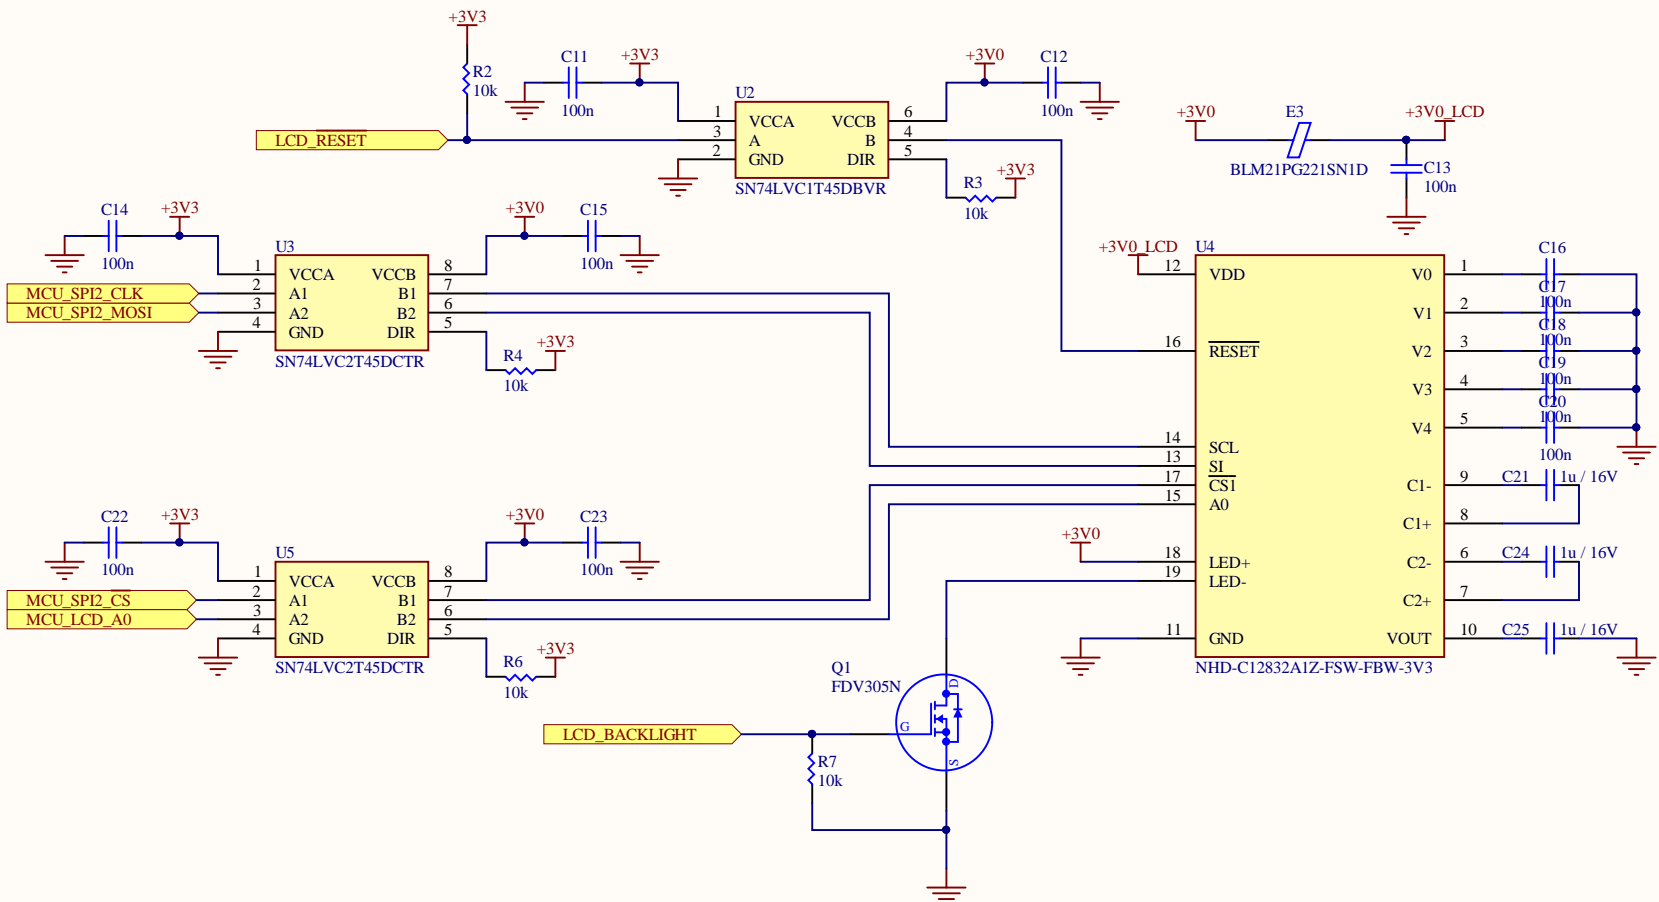 +3V3
R2
10k
C11
100n
+3V3
+3V0
C12
100n
LCD_RESET
U2
1 VCCA
3 A
2 GND
VCCB 6
B 4
DIR 5
SN74LVC1T45DBVR
R3
10k
+3V3
+3V0
E3
BLM21PG221SN1D
+3V0_LCD
C13
100n
C14
100n
+3V3
+3V0
C15
100n
U3
MCU_SPI2_CLK
MCU_SPI2_MOSI
1 VCCA
2 A1
3 A2
4 GND
VCCB 8
B1 7
B2 6
DIR 5
SN74LVC2T45DCTR
R4
10k
+3V3
C22
100n
+3V3
+3V0
C23
100n
U5
MCU_SPI2_CS
MCU_LCD_A0
1 VCCA
2 A1
3 A2
4 GND
VCCB 8
B1 7
B2 6
DIR 5
SN74LVC2T45DCTR
R6
10k
+3V3
+3V0_LCD
U4
12 VDD
16 RESET
14 SCL
13 SI
17 CS1
15 A0
+3V0
18 LED+
19 LED-
11 GND
V0 1
V1 2
V2 3
V3 4
V4 5
C1- 9
C1+ 8
C2- 6
C2+ 7
VOUT 10
NHD-C12832A1Z-FSW-FBW-3V3
C16
100n
C17
100n
C18
100n
C19
100n
C20
100n
C21 1u / 16V
C24 1u / 16V
C25 1u / 16V
Q1
FDV305N
D
G
S
LCD_BACKLIGHT
R7
10k